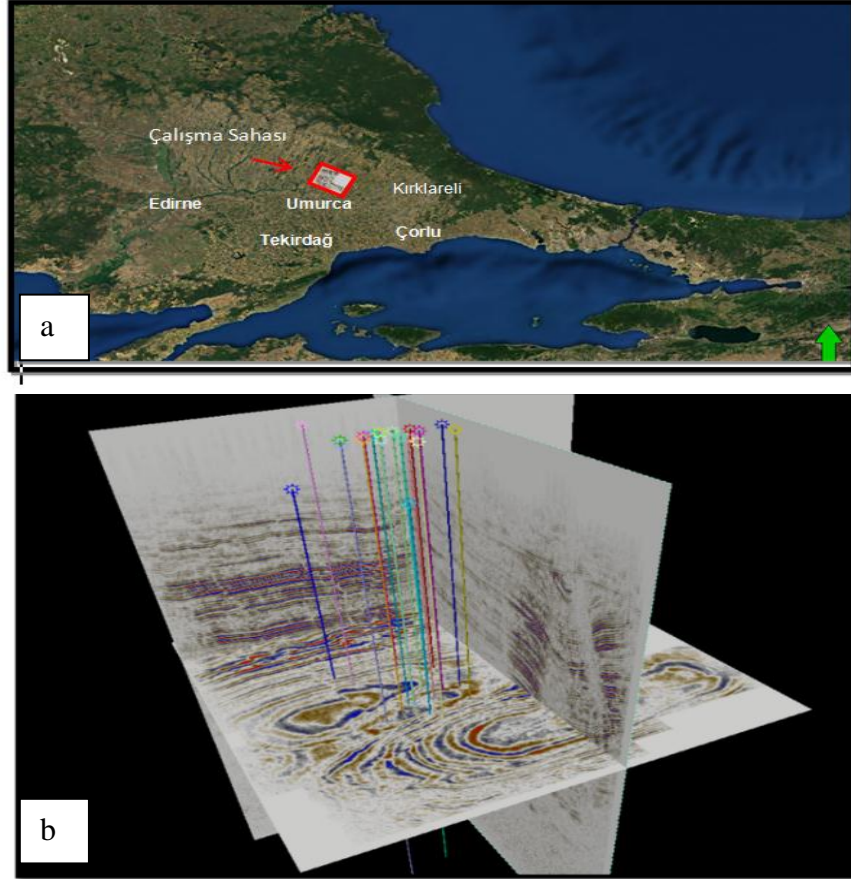 Çalışma Sahası
Kırklareli
Edirne
Umurca
Tekirdağ
Çorlu
a
b